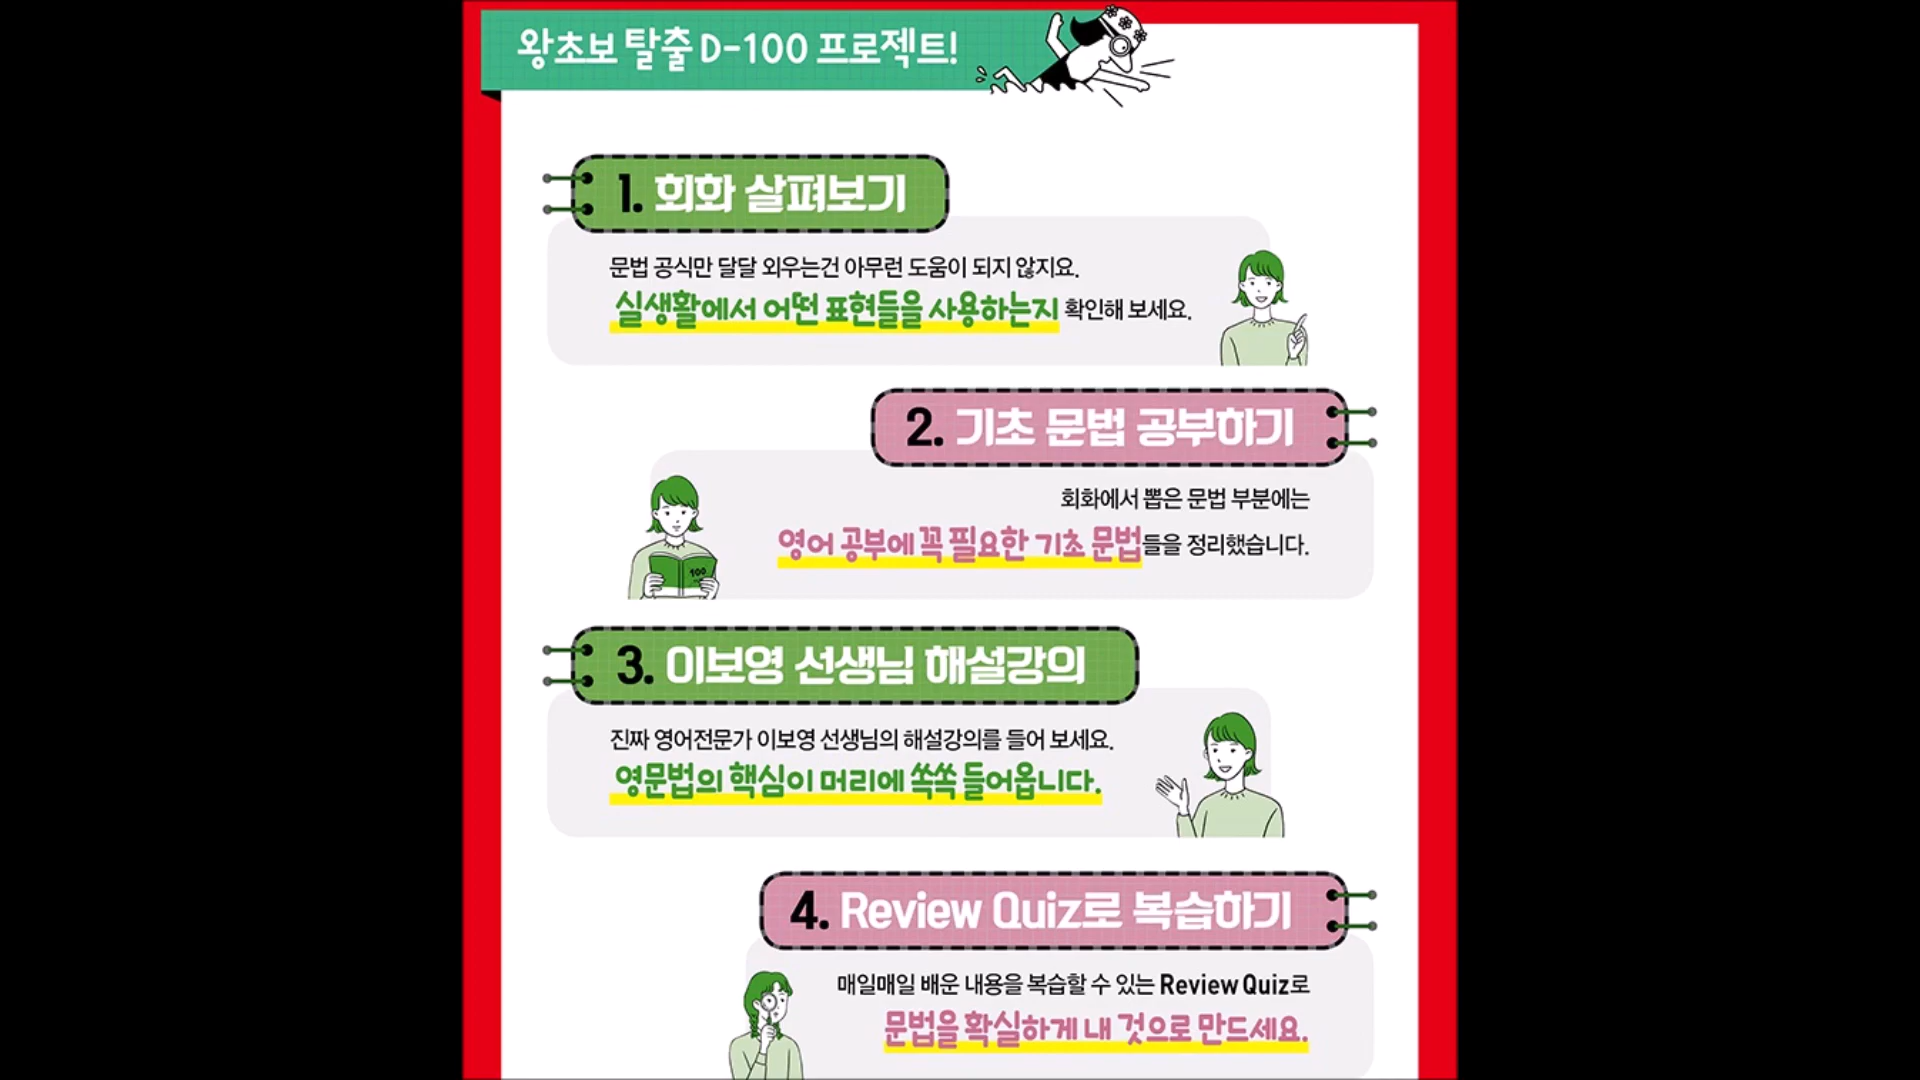 왕초보 탈출 D-100 프로젝트!
1. 회화 살펴보기
문법 공식만 달달 외우는건 아무런 도움이 되지 않지요.
실생활에서 어떤 표현들을 사용하는지 확인해 보세요.
2. 기초 문법 공부하기
회화에서 뽑은 문법 부분에는
영어 공부에 꼭 필요한 기초 문법들을 정리했습니다.
100
3. 이보영 선생님 해설강의
진짜 영어전문가 이보영 선생님의 해설강의를 들어 보세요.
영문법의 핵심이 머리에 쏙쏙 들어옵니다.
4. Review Quiz로 복습하기
매일매일 배운 내용을 복습할 수 있는 Review Quiz로
문법을 확실하게 내 것으로 만드세요.